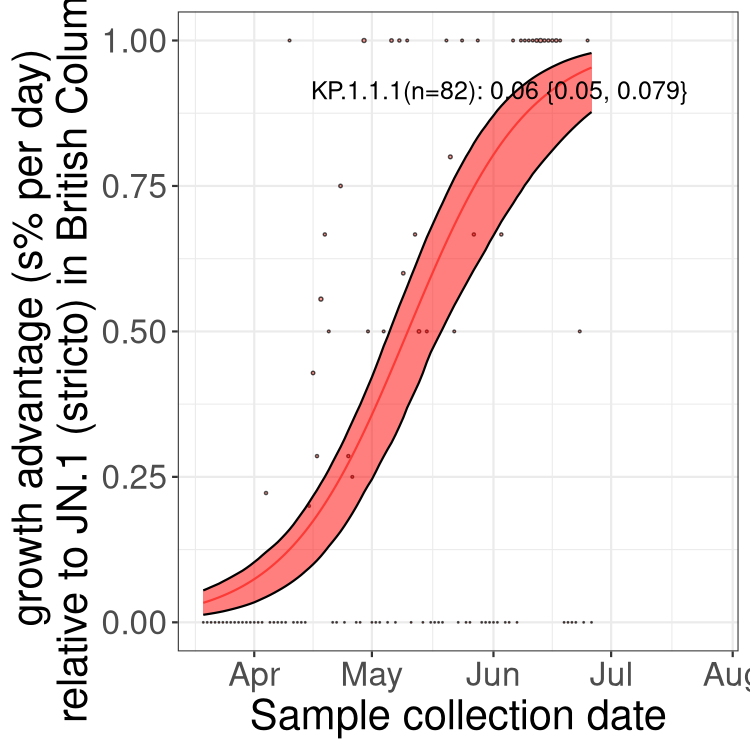 growth advantage (s% per day)
relative to JN.1 (stricto) in British Colum
1.00
0.75
0.50
0.25
0.00
KP.1.1.1(n=82): 0.06 {0.05, 0.079}
Apr May Jun Jul Aug
Sample collection date